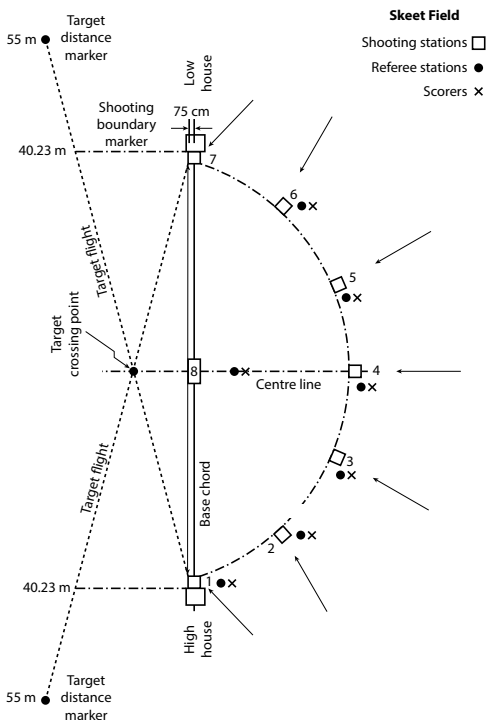 Skeet Field
Shooting stations
Referee stations
Scorers
55 m
Target
distance
marker
Low
house
Shooting
boundary
marker
75 cm
40.23 m
7
6
5
Target flight
Target
crossing point
8
Centre line
4
3
Target flight
Base chord
2
1
40.23 m
High
house
55 m
Target
distance
marker